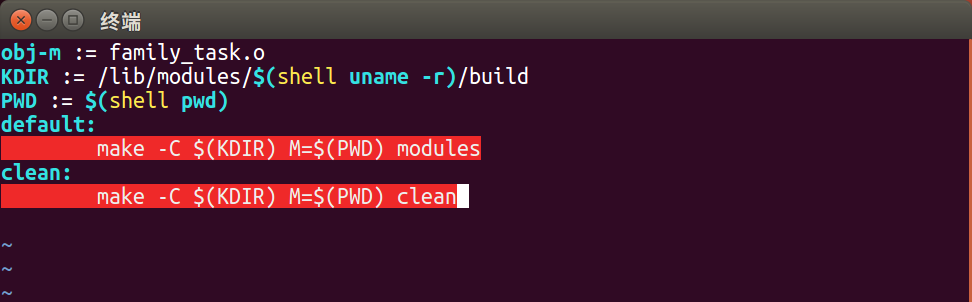 终端
obj-m := family_task.o
KDIR := /lib/modules/$(shell uname -r)/build
PWD := $(shell pwd)
default:
        make -C $(KDIR) M=$(PWD) modules
clean:
        make -C $(KDIR) M=$(PWD) clean
~
~
~